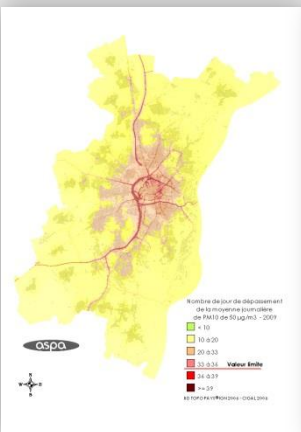 Nombre de jour de dépassement
de la moyenne journalière
de PM10 de 50 µg/m3 - 2009
< 10
10 à 20
20 à 33
33 à 34 Valeur limite
34 à 39
>= 39
aspa